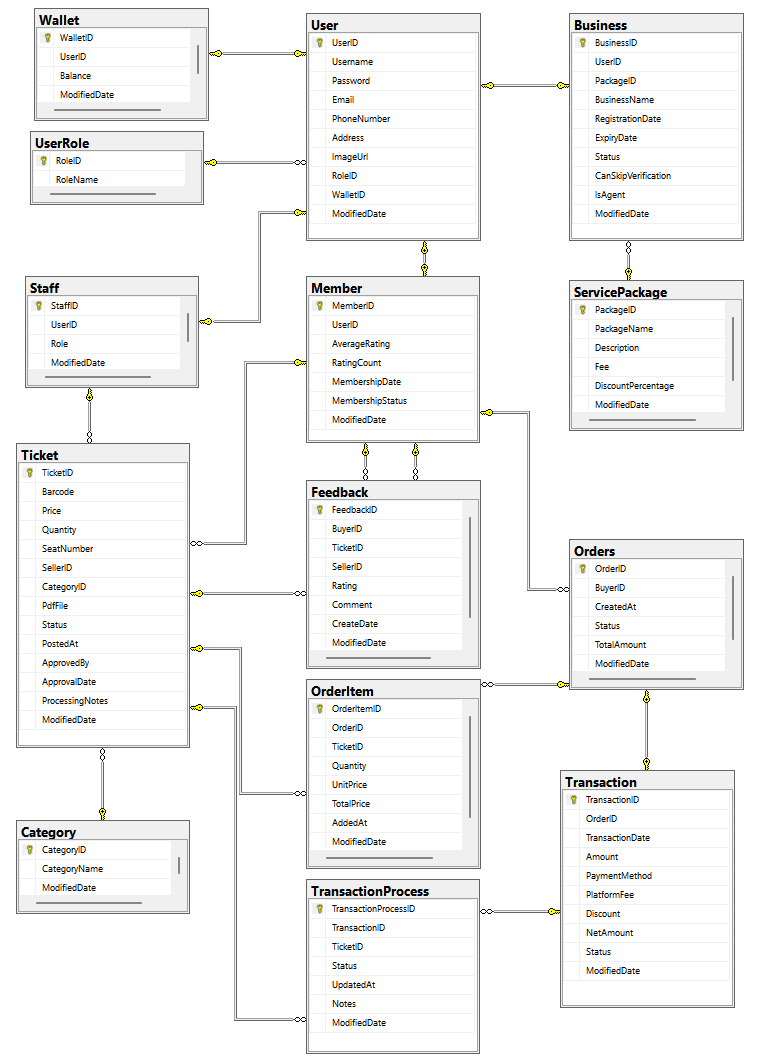 Wallet
WalletID
UserID
Balance
ModifiedDate
User
UserID
Username
Password
Email
PhoneNumber
Address
ImageUrl
RoleID
WalletID
ModifiedDate
Business
BusinessID
UserID
PackageID
BusinessName
RegistrationDate
ExpiryDate
Status
CanSkipVerification
IsAgent
ModifiedDate
UserRole
RoleID
RoleName
Staff
StaffID
UserID
Role
ModifiedDate
Member
MemberID
UserID
AverageRating
RatingCount
MembershipDate
MembershipStatus
ModifiedDate
ServicePackage
PackageID
PackageName
Description
Fee
DiscountPercentage
ModifiedDate
Ticket
TicketID
Barcode
Price
Quantity
SeatNumber
SellerID
CategoryID
PdfFile
Status
PostedAt
ApprovedBy
ApprovalDate
ProcessingNotes
ModifiedDate
Feedback
FeedbackID
BuyerID
TicketID
SellerID
Rating
Comment
CreateDate
ModifiedDate
Orders
OrderID
BuyerID
CreatedAt
Status
TotalAmount
ModifiedDate
OrderItem
OrderItemID
OrderID
TicketID
Quantity
UnitPrice
TotalPrice
AddedAt
ModifiedDate
Transaction
TransactionID
OrderID
TransactionDate
Amount
PaymentMethod
PlatformFee
Discount
NetAmount
Status
ModifiedDate
Category
CategoryID
CategoryName
ModifiedDate
TransactionProcess
TransactionProcessID
TransactionID
TicketID
Status
UpdatedAt
Notes
ModifiedDate